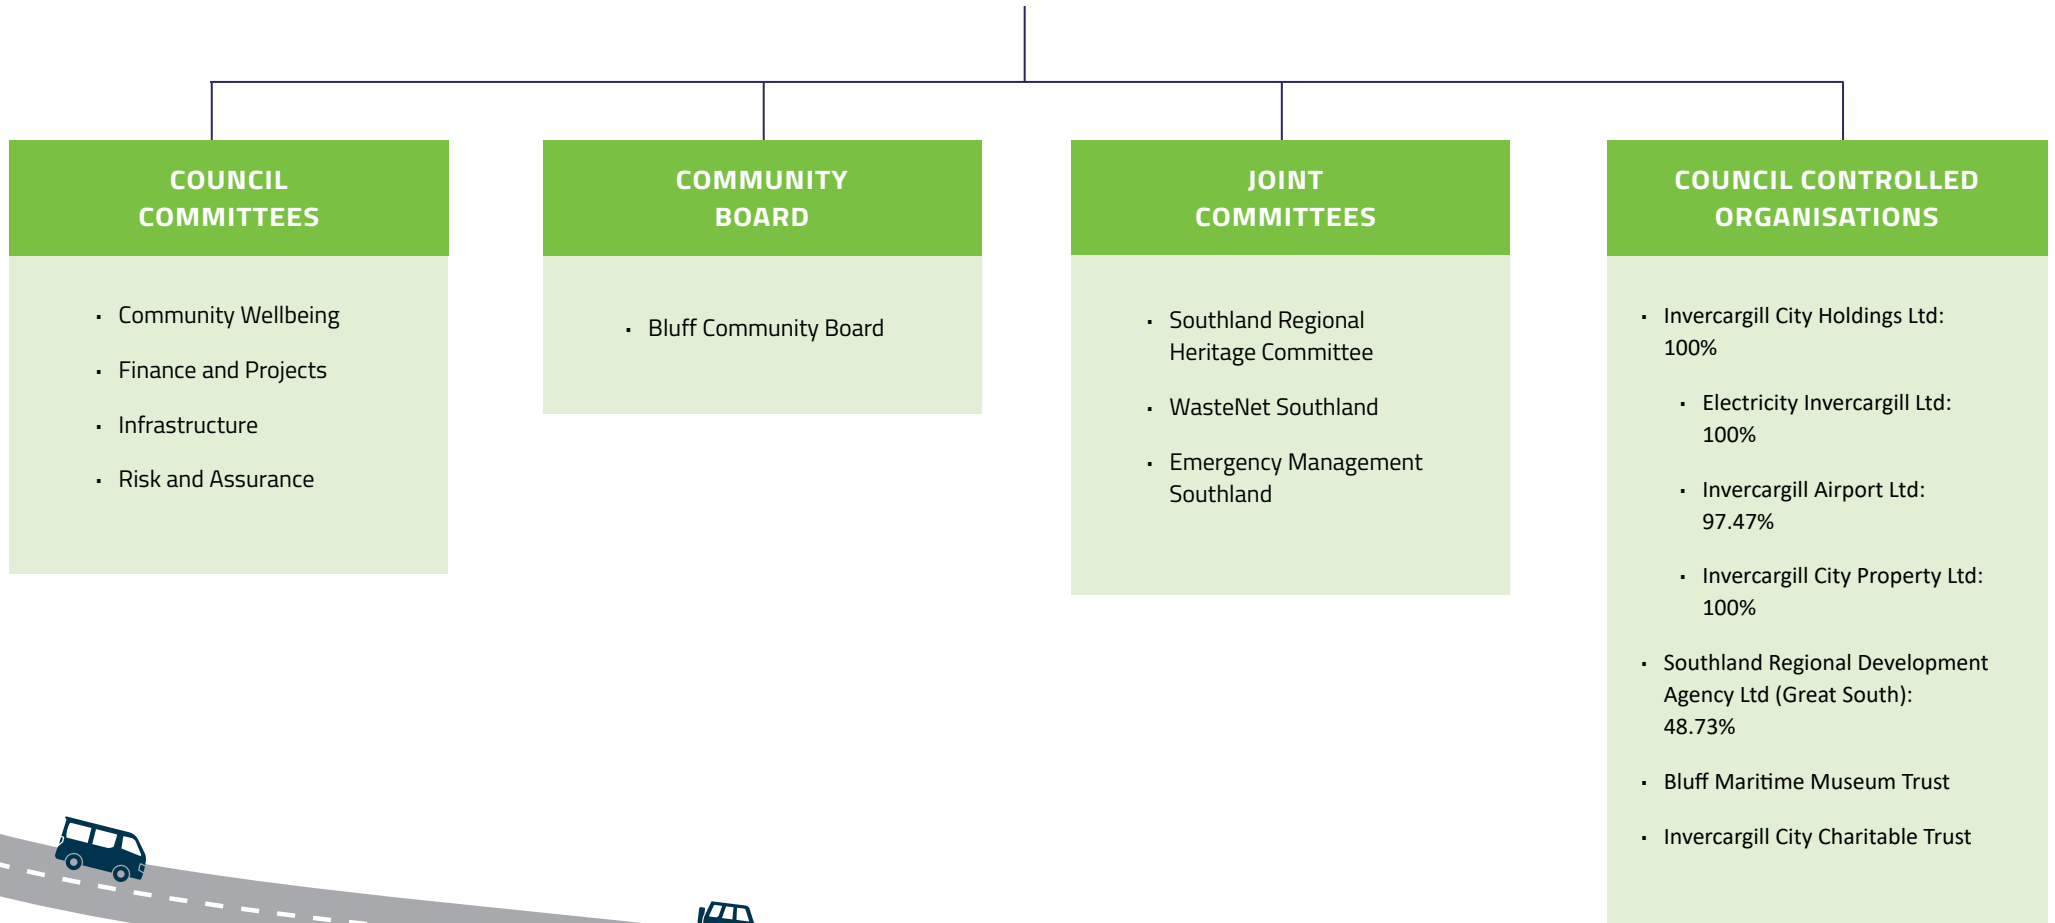 COUNCIL
COMMITTEES
· Community Wellbeing
· Finance and Projects
· Infrastructure
· Risk and Assurance
COMMUNITY
BOARD
· Bluff Community Board
JOINT
COMMITTEES
· Southland Regional
Heritage Committee
· WasteNet Southland
· Emergency Management
Southland
COUNCIL CONTROLLED
ORGANISATIONS
· Invercargill City Holdings Ltd:
100%
· Electricity Invercargill Ltd:
100%
· Invercargill Airport Ltd:
97.47%
· Invercargill City Property Ltd:
100%
· Southland Regional Development
Agency Ltd (Great South):
48.73%
· Bluff Maritime Museum Trust
· Invercargill City Charitable Trust